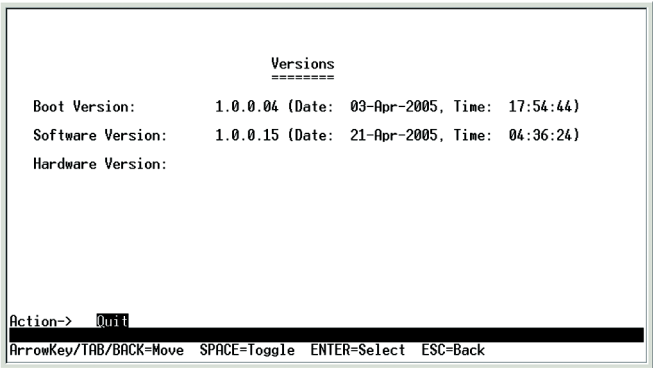 Versions
========
Boot Version: 1.0.0.04 (Date: 03-Apr-2005, Time: 17:54:44)
Software Version: 1.0.0.15 (Date: 21-Apr-2005, Time: 04:36:24)
Hardware Version:
Action-> Quit
ArrowKey/TAB/BACK=Move SPACE=Toggle ENTER=Select ESC=Back